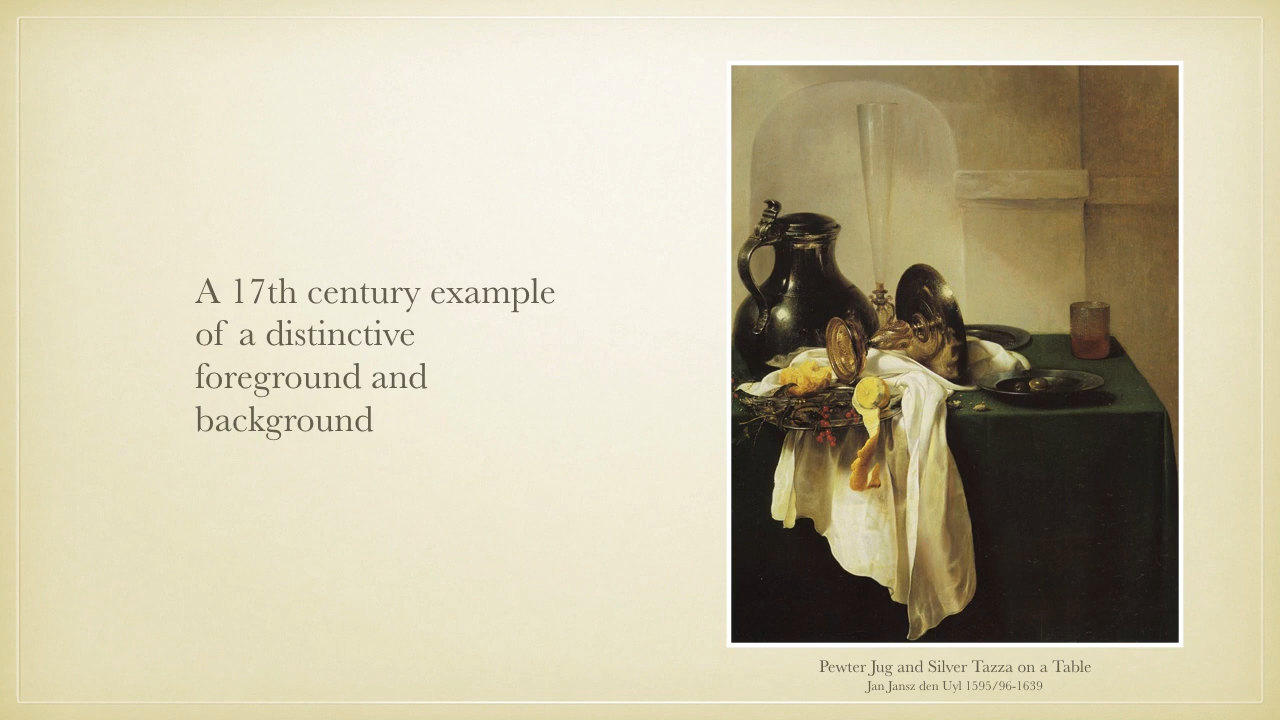 A 17th century example
of a distinctive
foreground and
background
Pewter Jug and Silver Tazza on a Table
Jan Jansz den Uyl 1595/96-1639